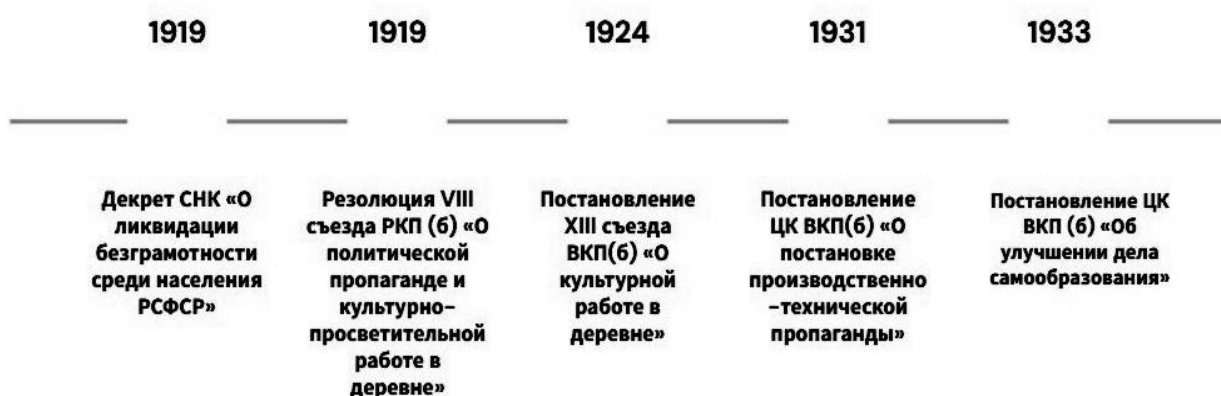 1919
1919
1924
1931
1933
Декрет СНК «О
ликвидации
безграмотности
среди населения
РСФСР»
Резолюция VIII
съезда РКП (б) «О
политической
пропаганде и
культурно-
просветительной
работе в
деревне»
Постановление
XIII съезда
ВКП(б) «О
культурной
работе в
деревне»
Постановление
ЦК ВКП(б) «О
постановке
производственно
-технической
пропаганды»
Постановление ЦК
ВКП (б) «Об
улучшении дела
самообразования»